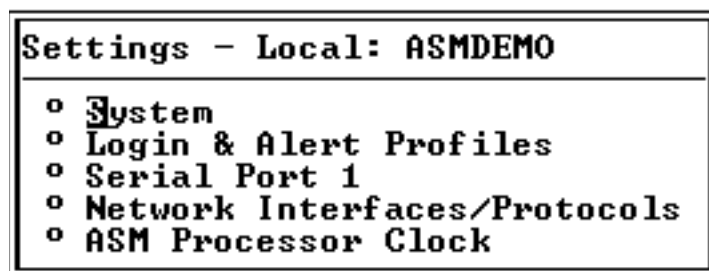 Settings - Local: ASMDEMO
o System
o Login & Alert Profiles
o Serial Port 1
o Network Interfaces/Protocols
o ASM Processor Clock